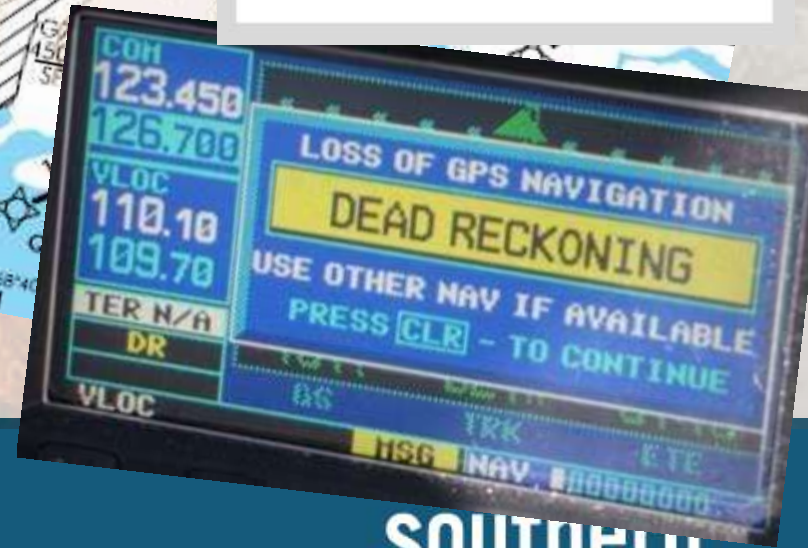 COM
123.450
126.700
VLOC
110.10
109.70
TER N/A
DR
VLOC
LOSS OF GPS NAVIGATION
DEAD RECKONING
USE OTHER NAV IF AVAILABLE
PRESS CLR - TO CONTINUE
TRK
ETE
MSG NAV